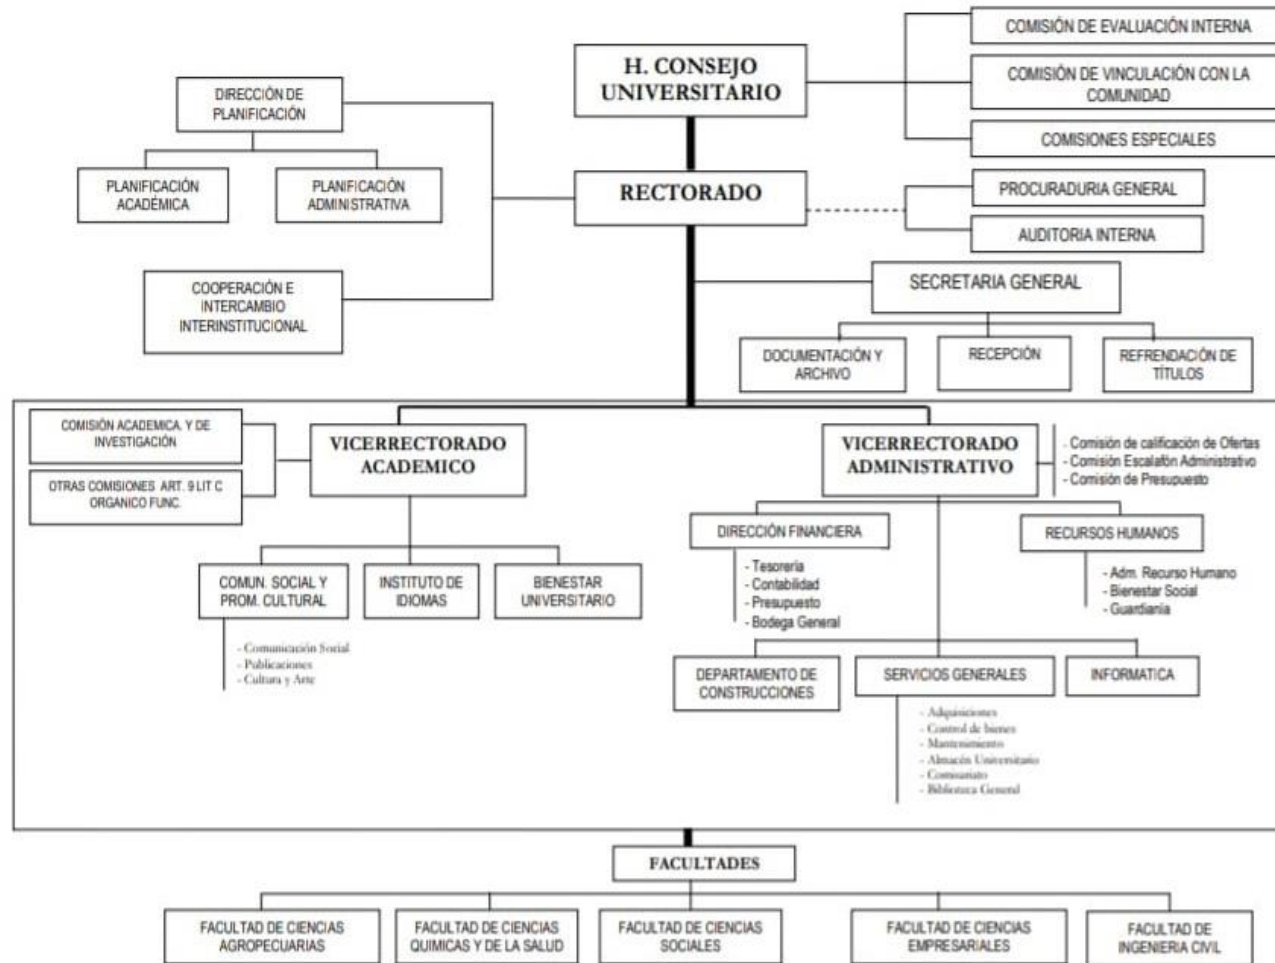 COMISIÓN DE EVALUACIÓN INTERNA
H. CONSEJO
UNIVERSITARIO
COMISIÓN DE VINCULACIÓN CON LA
COMUNIDAD
COMISIONES ESPECIALES
DIRECCIÓN DE
PLANIFICACIÓN
PLANIFICACIÓN
ACADÉMICA
PLANIFICACIÓN
ADMINISTRATIVA
RECTORADO
PROCURADURIA GENERAL
AUDITORIA INTERNA
COOPERACIÓN E
INTERCAMBIO
INTERINSTITUCIONAL
SECRETARIA GENERAL
DOCUMENTACIÓN Y
ARCHIVO
RECEPCIÓN
REFRENDACIÓN DE
TÍTULOS
COMISIÓN ACADEMICA. Y DE
INVESTIGACIÓN
OTRAS COMISIONES ART. 9 LIT C
ORGANICO FUNC.
VICERRECTORADO
ACADEMICO
VICERRECTORADO
ADMINISTRATIVO
- Comisión de calificación de Ofertas
- Comisión Escalafón Administrativo
- Comisión de Presupuesto
COMUN. SOCIAL Y
PROM. CULTURAL
- Comunicación Social
- Publicaciones
- Cultura y Arte
INSTITUTO DE
IDIOMAS
BIENESTAR
UNIVERSITARIO
DIRECCIÓN FINANCIERA
- Tesorería
- Contabilidad
- Presupuesto
- Bodega General
RECURSOS HUMANOS
- Adm. Recurso Humano
- Bienestar Social
- Guardianía
DEPARTAMENTO DE
CONSTRUCCIONES
SERVICIOS GENERALES
- Adquisiciones
- Control de bienes
- Mantenimiento
- Almacén Universitario
- Comisariato
- Biblioteca General
INFORMATICA
FACULTADES
FACULTAD DE CIENCIAS
AGROPECUARIAS
FACULTAD DE CIENCIAS
QUIMICAS Y DE LA SALUD
FACULTAD DE CIENCIAS
SOCIALES
FACULTAD DE CIENCIAS
EMPRESARIALES
FACULTAD DE
INGENIERIA CIVIL